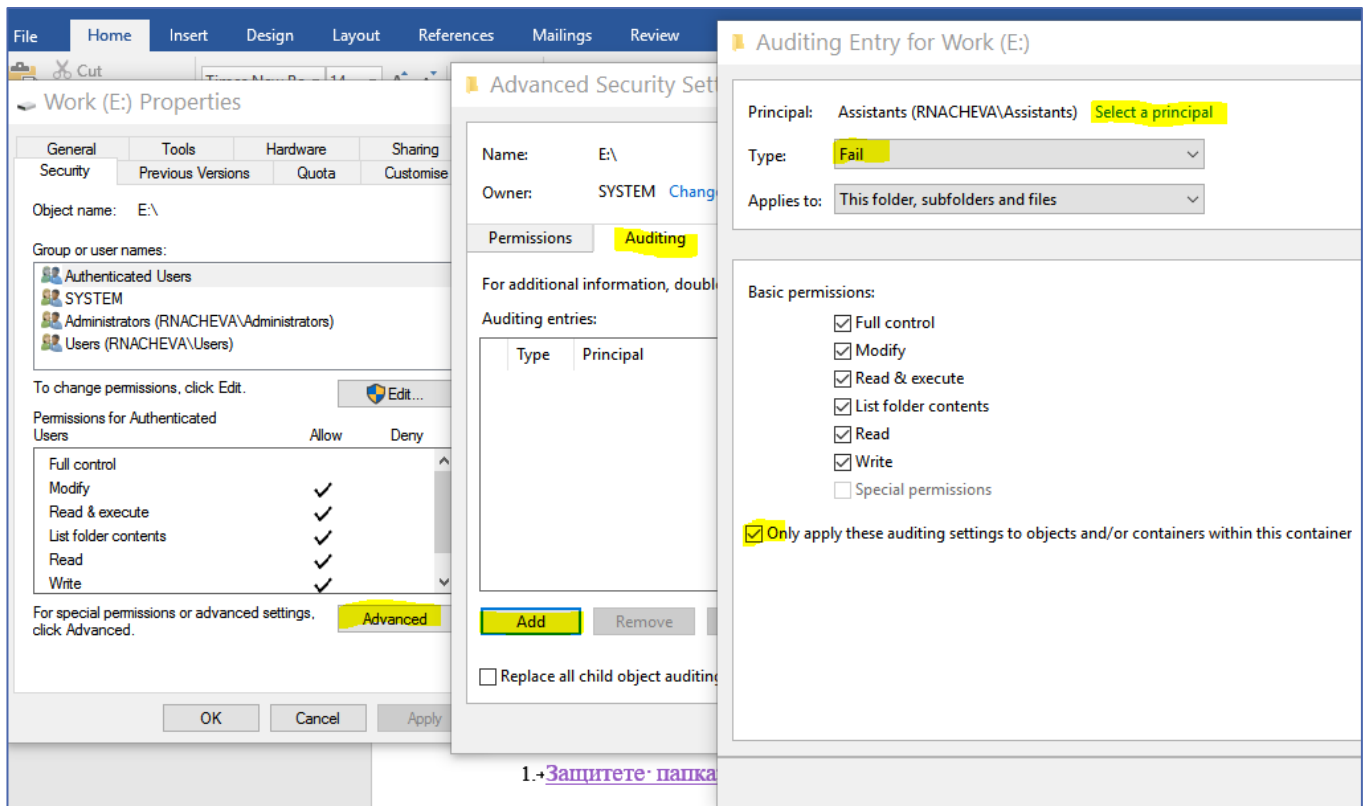 File Home Insert Design Layout References Mailings Review
Cut
Work (E:) Properties
General Tools Hardware Sharing
Security Previous Versions Quota Customise
Object name: E:\
Group or user names:
Authenticated Users
SYSTEM
Administrators (RNACHEVA\Administrators)
Users (RNACHEVA\Users)
To change permissions, click Edit.
Edit...
Permissions for Authenticated
Users Allow Deny
Full control
Modify
Read & execute
List folder contents
Read
Write
For special permissions or advanced settings,
click Advanced.
Advanced
OK Cancel Apply
Advanced Security Sett
Name: E:\
Owner: SYSTEM Change
Permissions Auditing
For additional information, doubl
Auditing entries:
Type Principal
Add Remove
Replace all child object auditing
Auditing Entry for Work (E:)
Principal: Assistants (RNACHEVA\Assistants) Select a principal
Type: Fail
Applies to: This folder, subfolders and files
Basic permissions:
Full control
Modify
Read & execute
List folder contents
Read
Write
Special permissions
Only apply these auditing settings to objects and/or containers within this container
1. Защитете папка